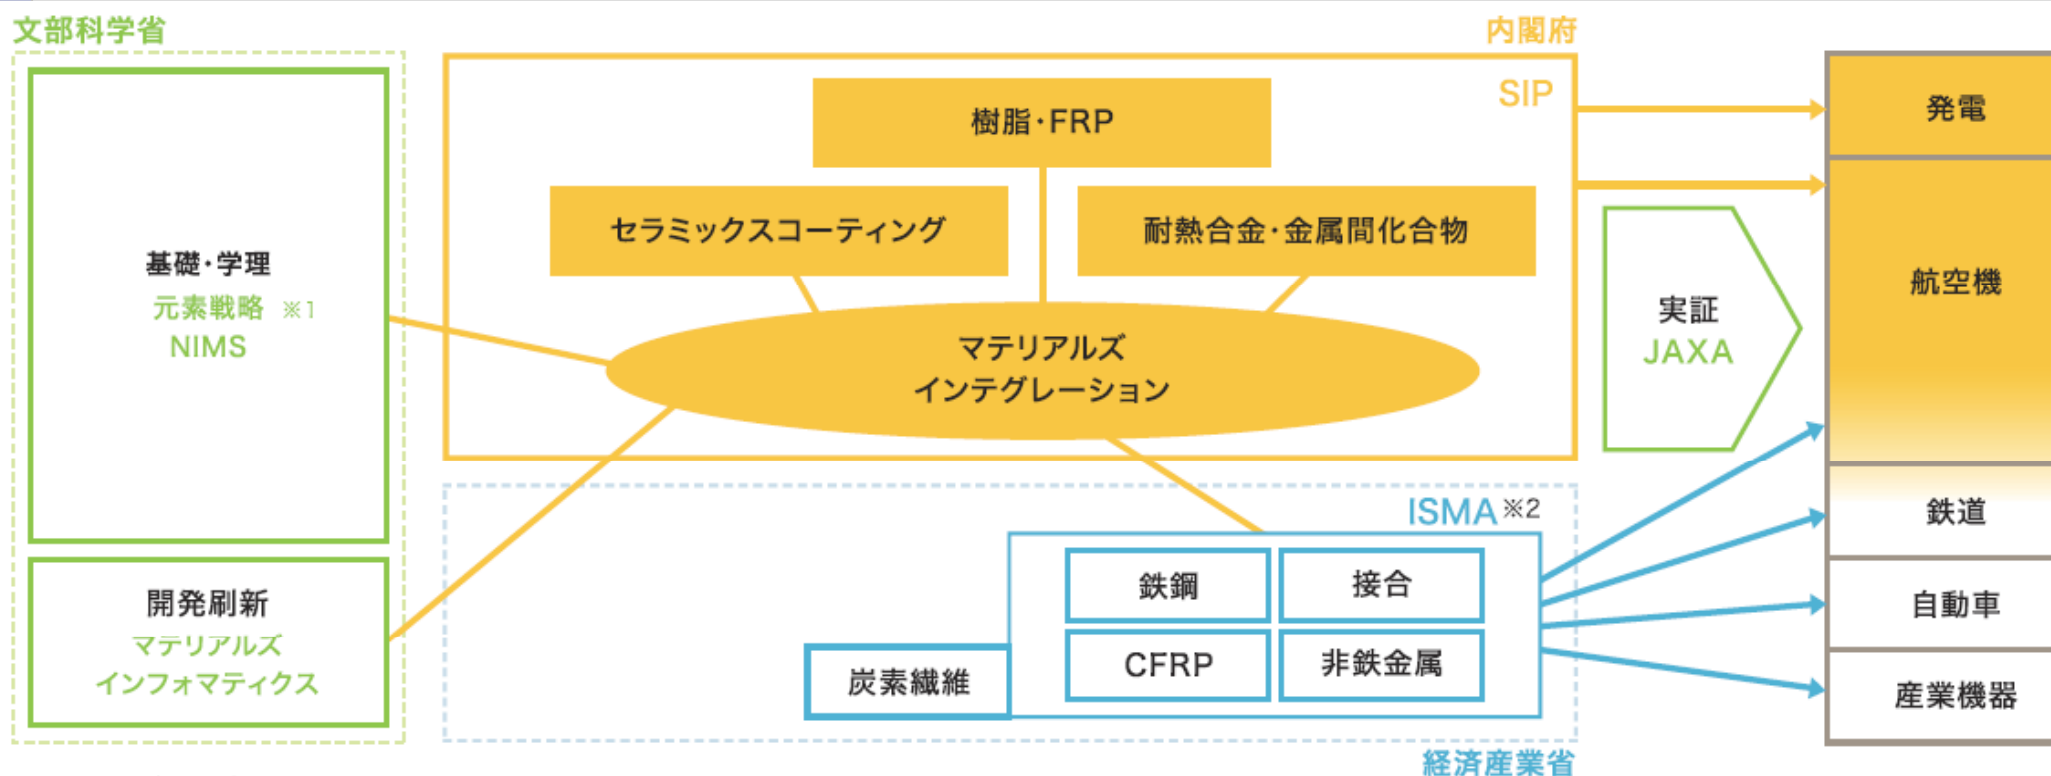 文部科学省
基礎・学理
元素戦略 ※1
NIMS
開発刷新
マテリアルズ
インフォマティクス
内閣府
SIP
樹脂・FRP
セラミックスコーティング
耐熱合金・金属間化合物
マテリアルズ
インテグレーション
ISMA※2
鉄鋼
接合
CFRP
非鉄金属
炭素繊維
経済産業省
実証
JAXA
発電
航空機
鉄道
自動車
産業機器